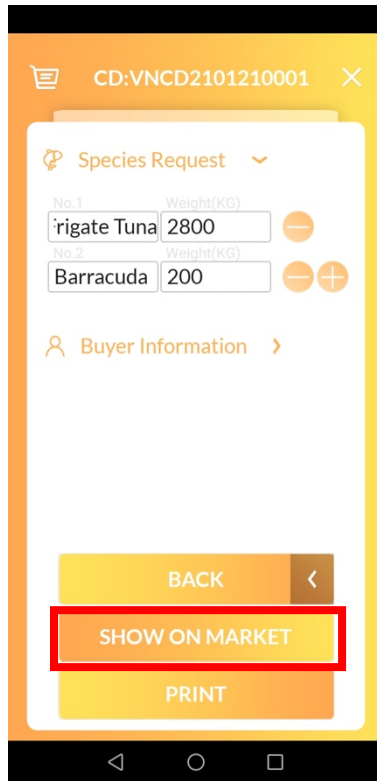 CD:VNCD2101210001
Species Request
No.1 Weight(KG)
rigate Tuna 2800
No.2 Weight(KG)
Barracuda 200
Buyer Information
BACK
SHOW ON MARKET
PRINT